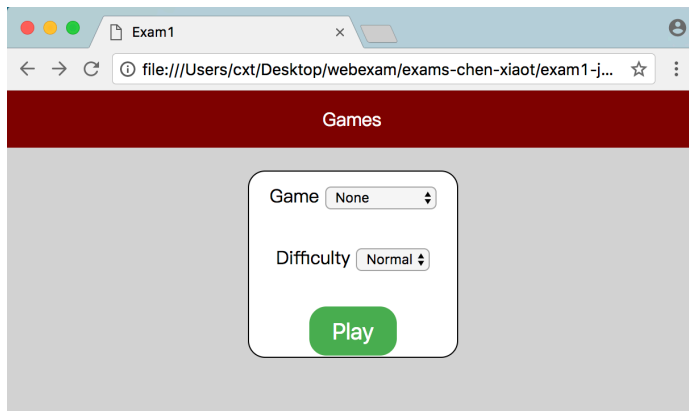 Exam1
file:///Users/cxt/Desktop/webexam/exams-chen-xiaot/exam1-j...
Games
Game None
Difficulty Normal
Play